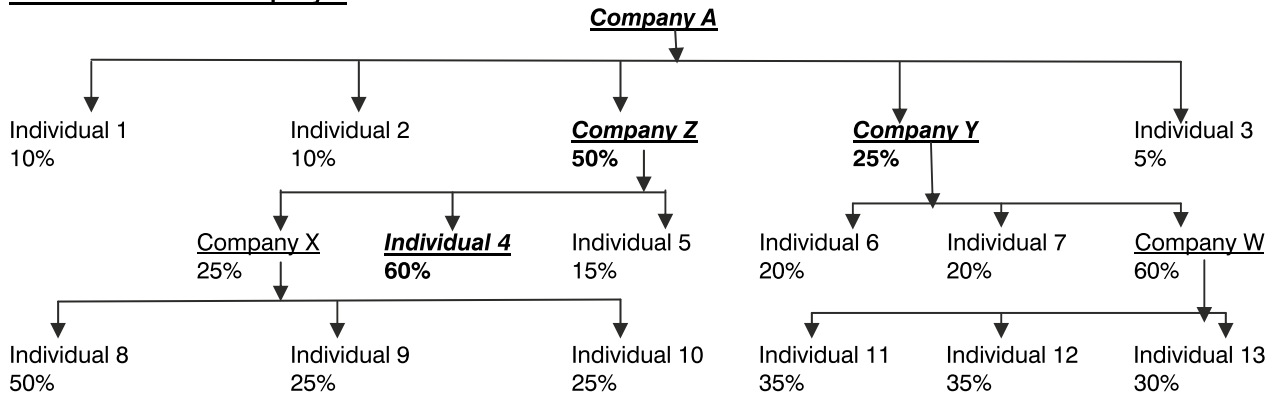 Company A
Individual 1
10%
Individual 2
10%
Company Z
50%
Company Y
25%
Individual 3
5%
Company X
25%
Individual 4
60%
Individual 5
15%
Individual 6
20%
Individual 7
20%
Company W
60%
Individual 8
50%
Individual 9
25%
Individual 10
25%
Individual 11
35%
Individual 12
35%
Individual 13
30%